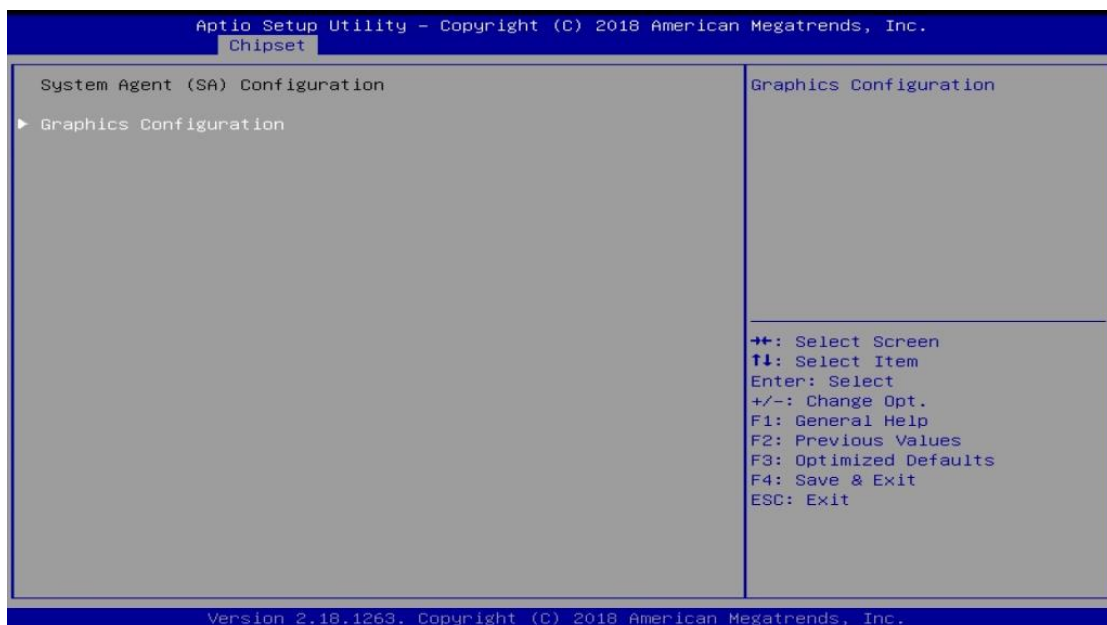 Aptio Setup Utility – Copyright (C) 2018 American Megatrends, Inc.
Chipset
System Agent (SA) Configuration
▶ Graphics Configuration
Graphics Configuration
→←: Select Screen
↑↓: Select Item
Enter: Select
+/-: Change Opt.
F1: General Help
F2: Previous Values
F3: Optimized Defaults
F4: Save & Exit
ESC: Exit
Version 2.18.1263. Copyright (C) 2018 American Megatrends, Inc.